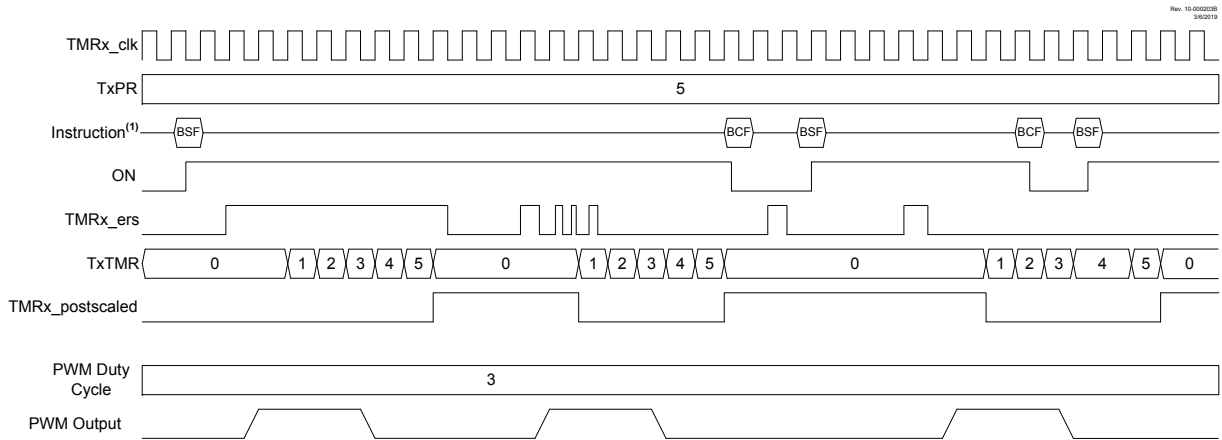 Rev. 10-000203B
3/6/2019
TMRx_clk
TxPR 5
Instruction(1) BSF BCF BSF BCF BSF
ON
TMRx_ers
TxTMR 0 1 2 3 4 5 0 1 2 3 4 5 0 1 2 3 4 5 0
TMRx_postscaled
PWM Duty
Cycle 3
PWM Output